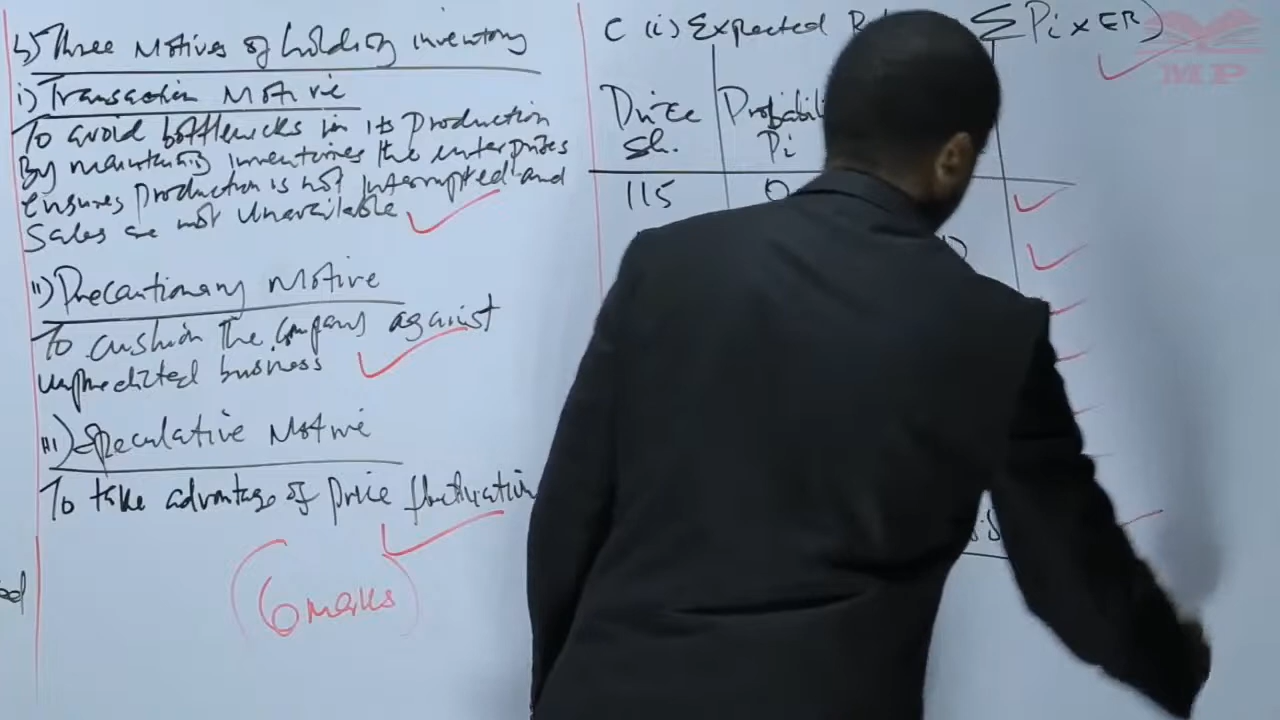 b) Three Motives of holding inventory
i) Transaction Motive
To avoid bottlenecks in its production
By maintaining inventories the enterprises
ensures production is not interrupted and
Sales are not unavailable
ii) Precautionary Motive
To cushion the company against
unpredicted business
iii) Speculative Motive
To take advantage of price fluctuation
(6 marks)
C (ii) Expected R
ΣPi x ER)
Price
Sh.
Probabili
Pi
115
0
MP